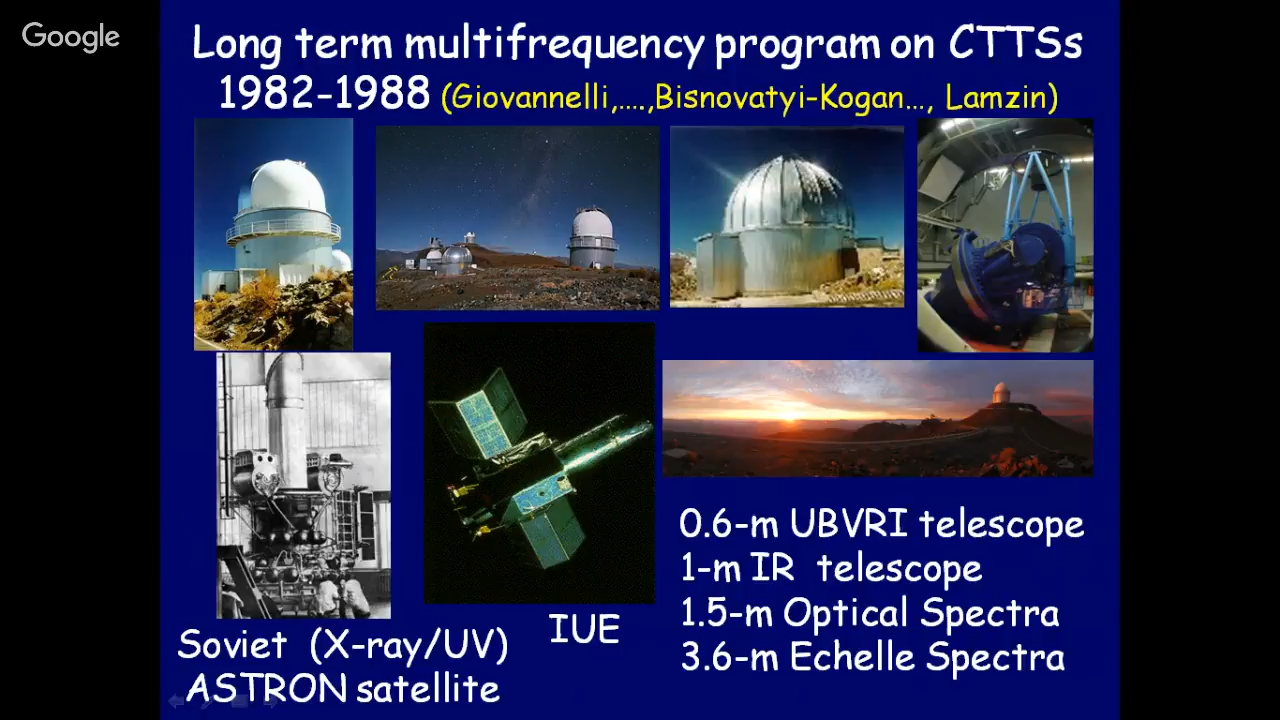 Google
Long term multifrequency program on CTTSs
1982-1988 (Giovannelli,....,Bisnovatyi-Kogan..., Lamzin)
0.6-m UBVRI telescope
1-m IR telescope
1.5-m Optical Spectra
3.6-m Echelle Spectra
IUE
Soviet (X-ray/UV)
ASTRON satellite